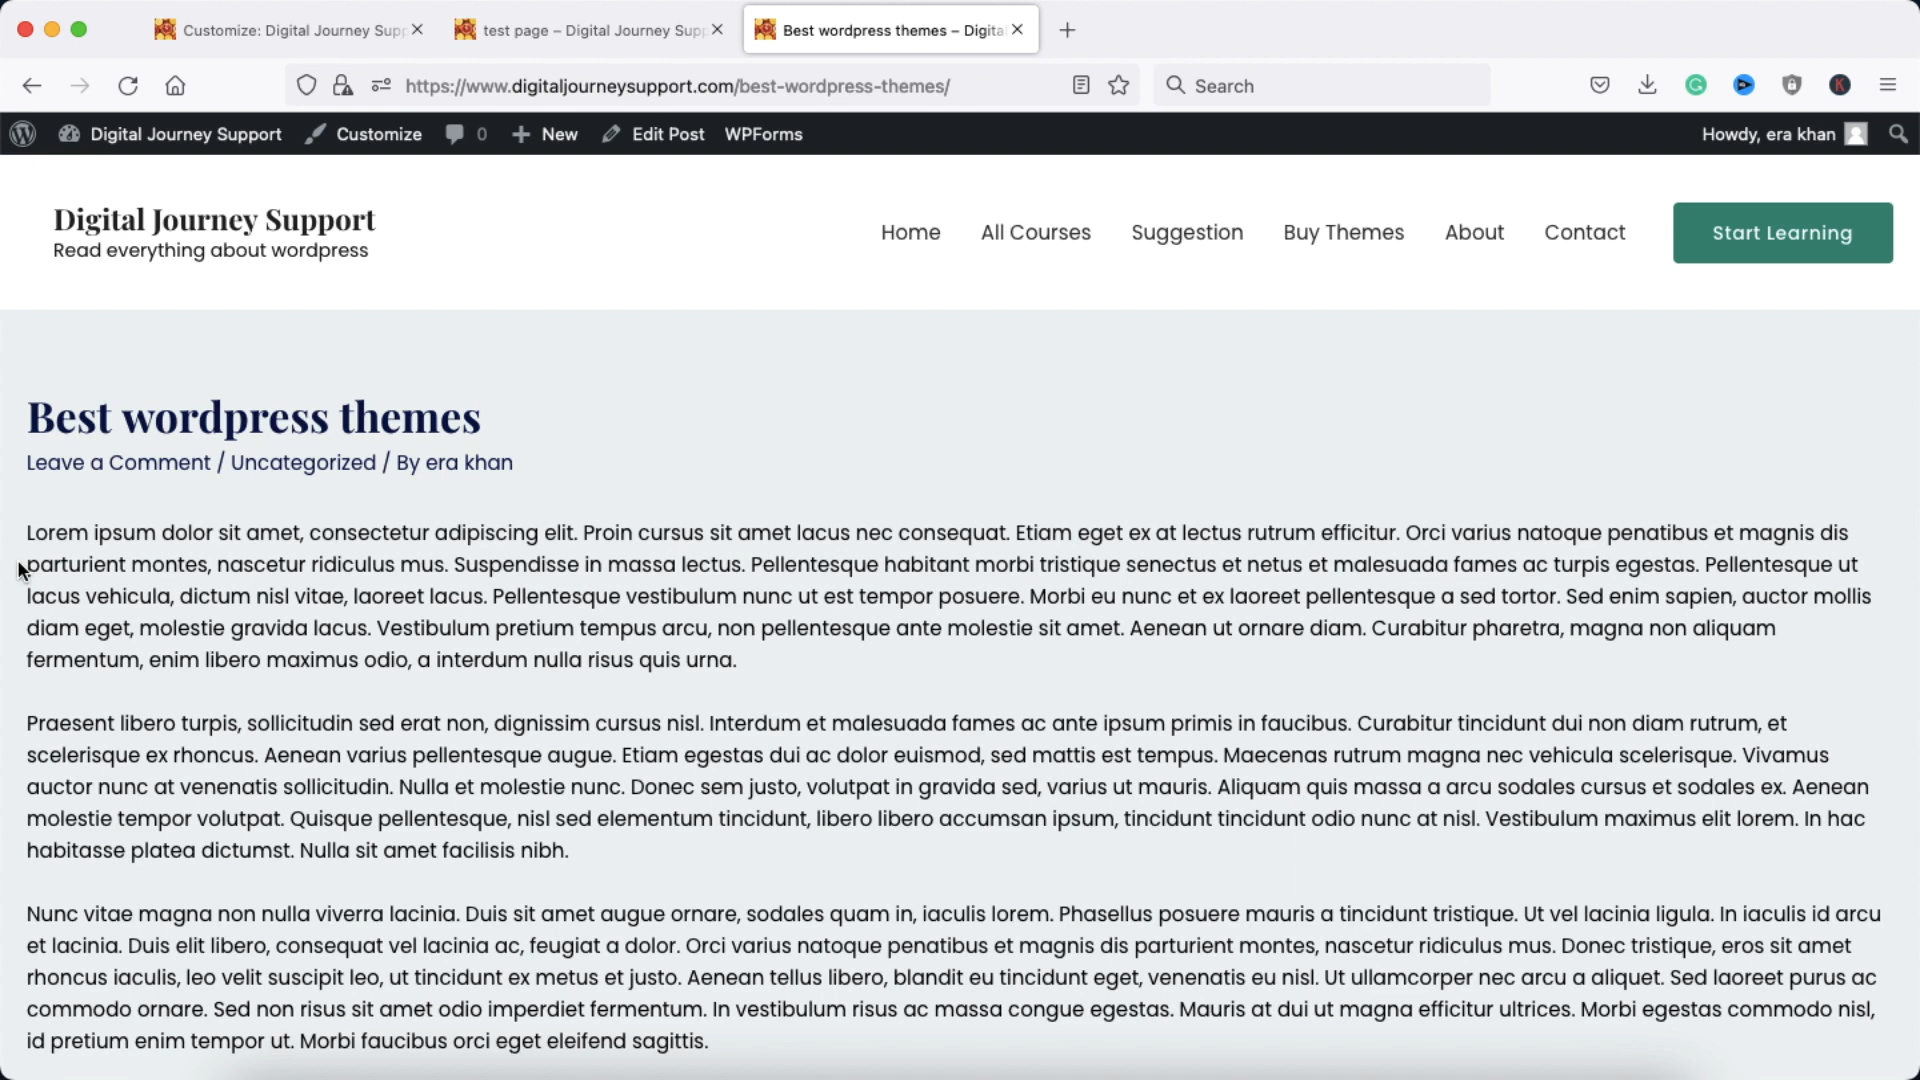 Customize: Digital Journey Supp
test page – Digital Journey Supp
Best wordpress themes – Digita
https://www.digitaljourneysupport.com/best-wordpress-themes/
Search
Digital Journey Support
Customize
0
New
Edit Post
WPForms
Howdy, era khan
Digital Journey Support
Read everything about wordpress
Home
All Courses
Suggestion
Buy Themes
About
Contact
Start Learning
Best wordpress themes
Leave a Comment / Uncategorized / By era khan
Lorem ipsum dolor sit amet, consectetur adipiscing elit. Proin cursus sit amet lacus nec consequat. Etiam eget ex at lectus rutrum efficitur. Orci varius natoque penatibus et magnis dis
parturient montes, nascetur ridiculus mus. Suspendisse in massa lectus. Pellentesque habitant morbi tristique senectus et netus et malesuada fames ac turpis egestas. Pellentesque ut
lacus vehicula, dictum nisl vitae, laoreet lacus. Pellentesque vestibulum nunc ut est tempor posuere. Morbi eu nunc et ex laoreet pellentesque a sed tortor. Sed enim sapien, auctor mollis
diam eget, molestie gravida lacus. Vestibulum pretium tempus arcu, non pellentesque ante molestie sit amet. Aenean ut ornare diam. Curabitur pharetra, magna non aliquam
fermentum, enim libero maximus odio, a interdum nulla risus quis urna.
Praesent libero turpis, sollicitudin sed erat non, dignissim cursus nisl. Interdum et malesuada fames ac ante ipsum primis in faucibus. Curabitur tincidunt dui non diam rutrum, et
scelerisque ex rhoncus. Aenean varius pellentesque augue. Etiam egestas dui ac dolor euismod, sed mattis est tempus. Maecenas rutrum magna nec vehicula scelerisque. Vivamus
auctor nunc at venenatis sollicitudin. Nulla et molestie nunc. Donec sem justo, volutpat in gravida sed, varius ut mauris. Aliquam quis massa a arcu sodales cursus et sodales ex. Aenean
molestie tempor volutpat. Quisque pellentesque, nisl sed elementum tincidunt, libero libero accumsan ipsum, tincidunt tincidunt odio nunc at nisl. Vestibulum maximus elit lorem. In hac
habitasse platea dictumst. Nulla sit amet facilisis nibh.
Nunc vitae magna non nulla viverra lacinia. Duis sit amet augue ornare, sodales quam in, iaculis lorem. Phasellus posuere mauris a tincidunt tristique. Ut vel lacinia ligula. In iaculis id arcu
et lacinia. Duis elit libero, consequat vel lacinia ac, feugiat a dolor. Orci varius natoque penatibus et magnis dis parturient montes, nascetur ridiculus mus. Donec tristique, eros sit amet
rhoncus iaculis, leo velit suscipit leo, ut tincidunt ex metus et justo. Aenean tellus libero, blandit eu tincidunt eget, venenatis eu nisl. Ut ullamcorper nec arcu a aliquet. Sed laoreet purus ac
commodo ornare. Sed non risus sit amet odio imperdiet fermentum. In vestibulum risus ac massa congue egestas. Mauris at dui ut magna efficitur ultrices. Morbi egestas commodo nisl,
id pretium enim tempor ut. Morbi faucibus orci eget eleifend sagittis.